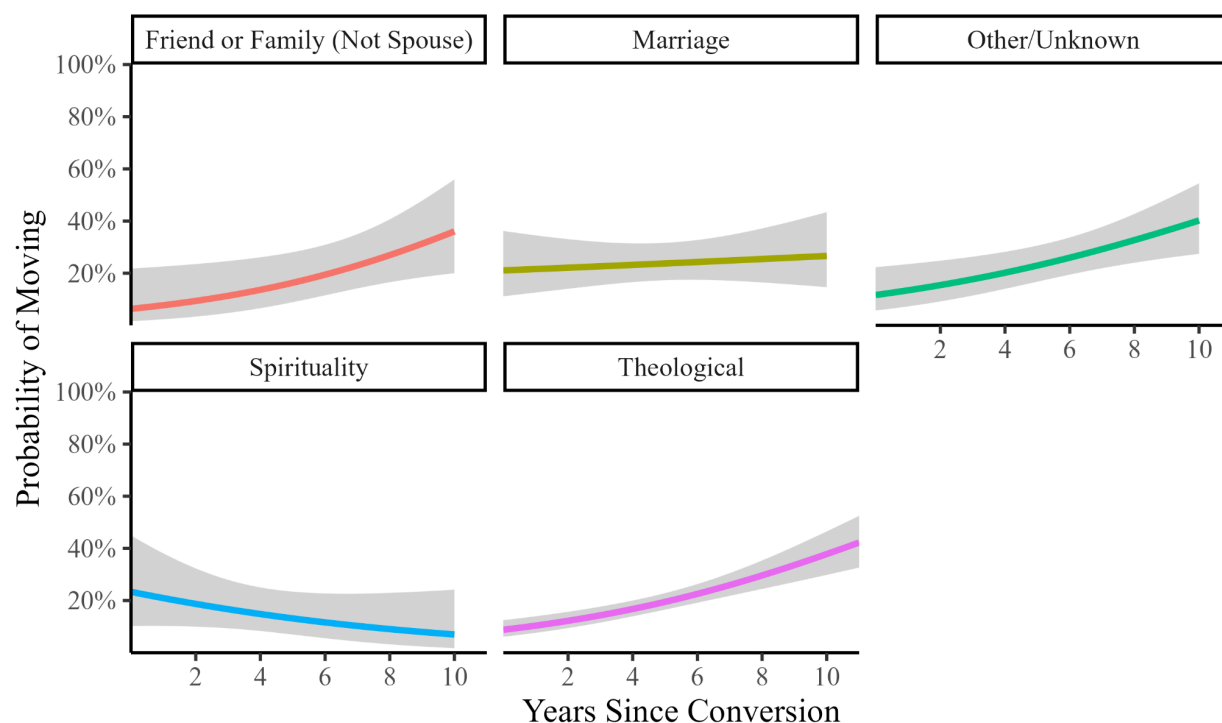 Friend or Family (Not Spouse) Marriage Other/Unknown
100%
80%
60%
40%
20%
2 4 6 8 10
Probability of Moving
Spirituality Theological
100%
80%
60%
40%
20%
2 4 6 8 10 2 4 6 8 10
Years Since Conversion